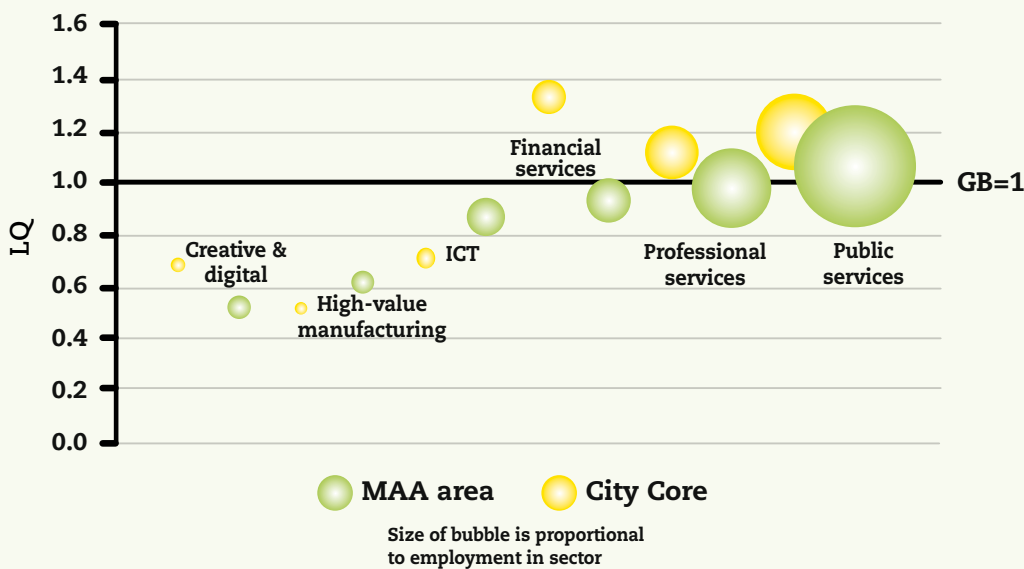 1.6
1.4
1.2
1.0
0.8
0.6
0.4
0.2
0.0
LQ
Financial
services
GB=1
Creative &
digital
ICT
High-value
manufacturing
Professional
services
Public
services
MAA area
City Core
Size of bubble is proportional
to employment in sector